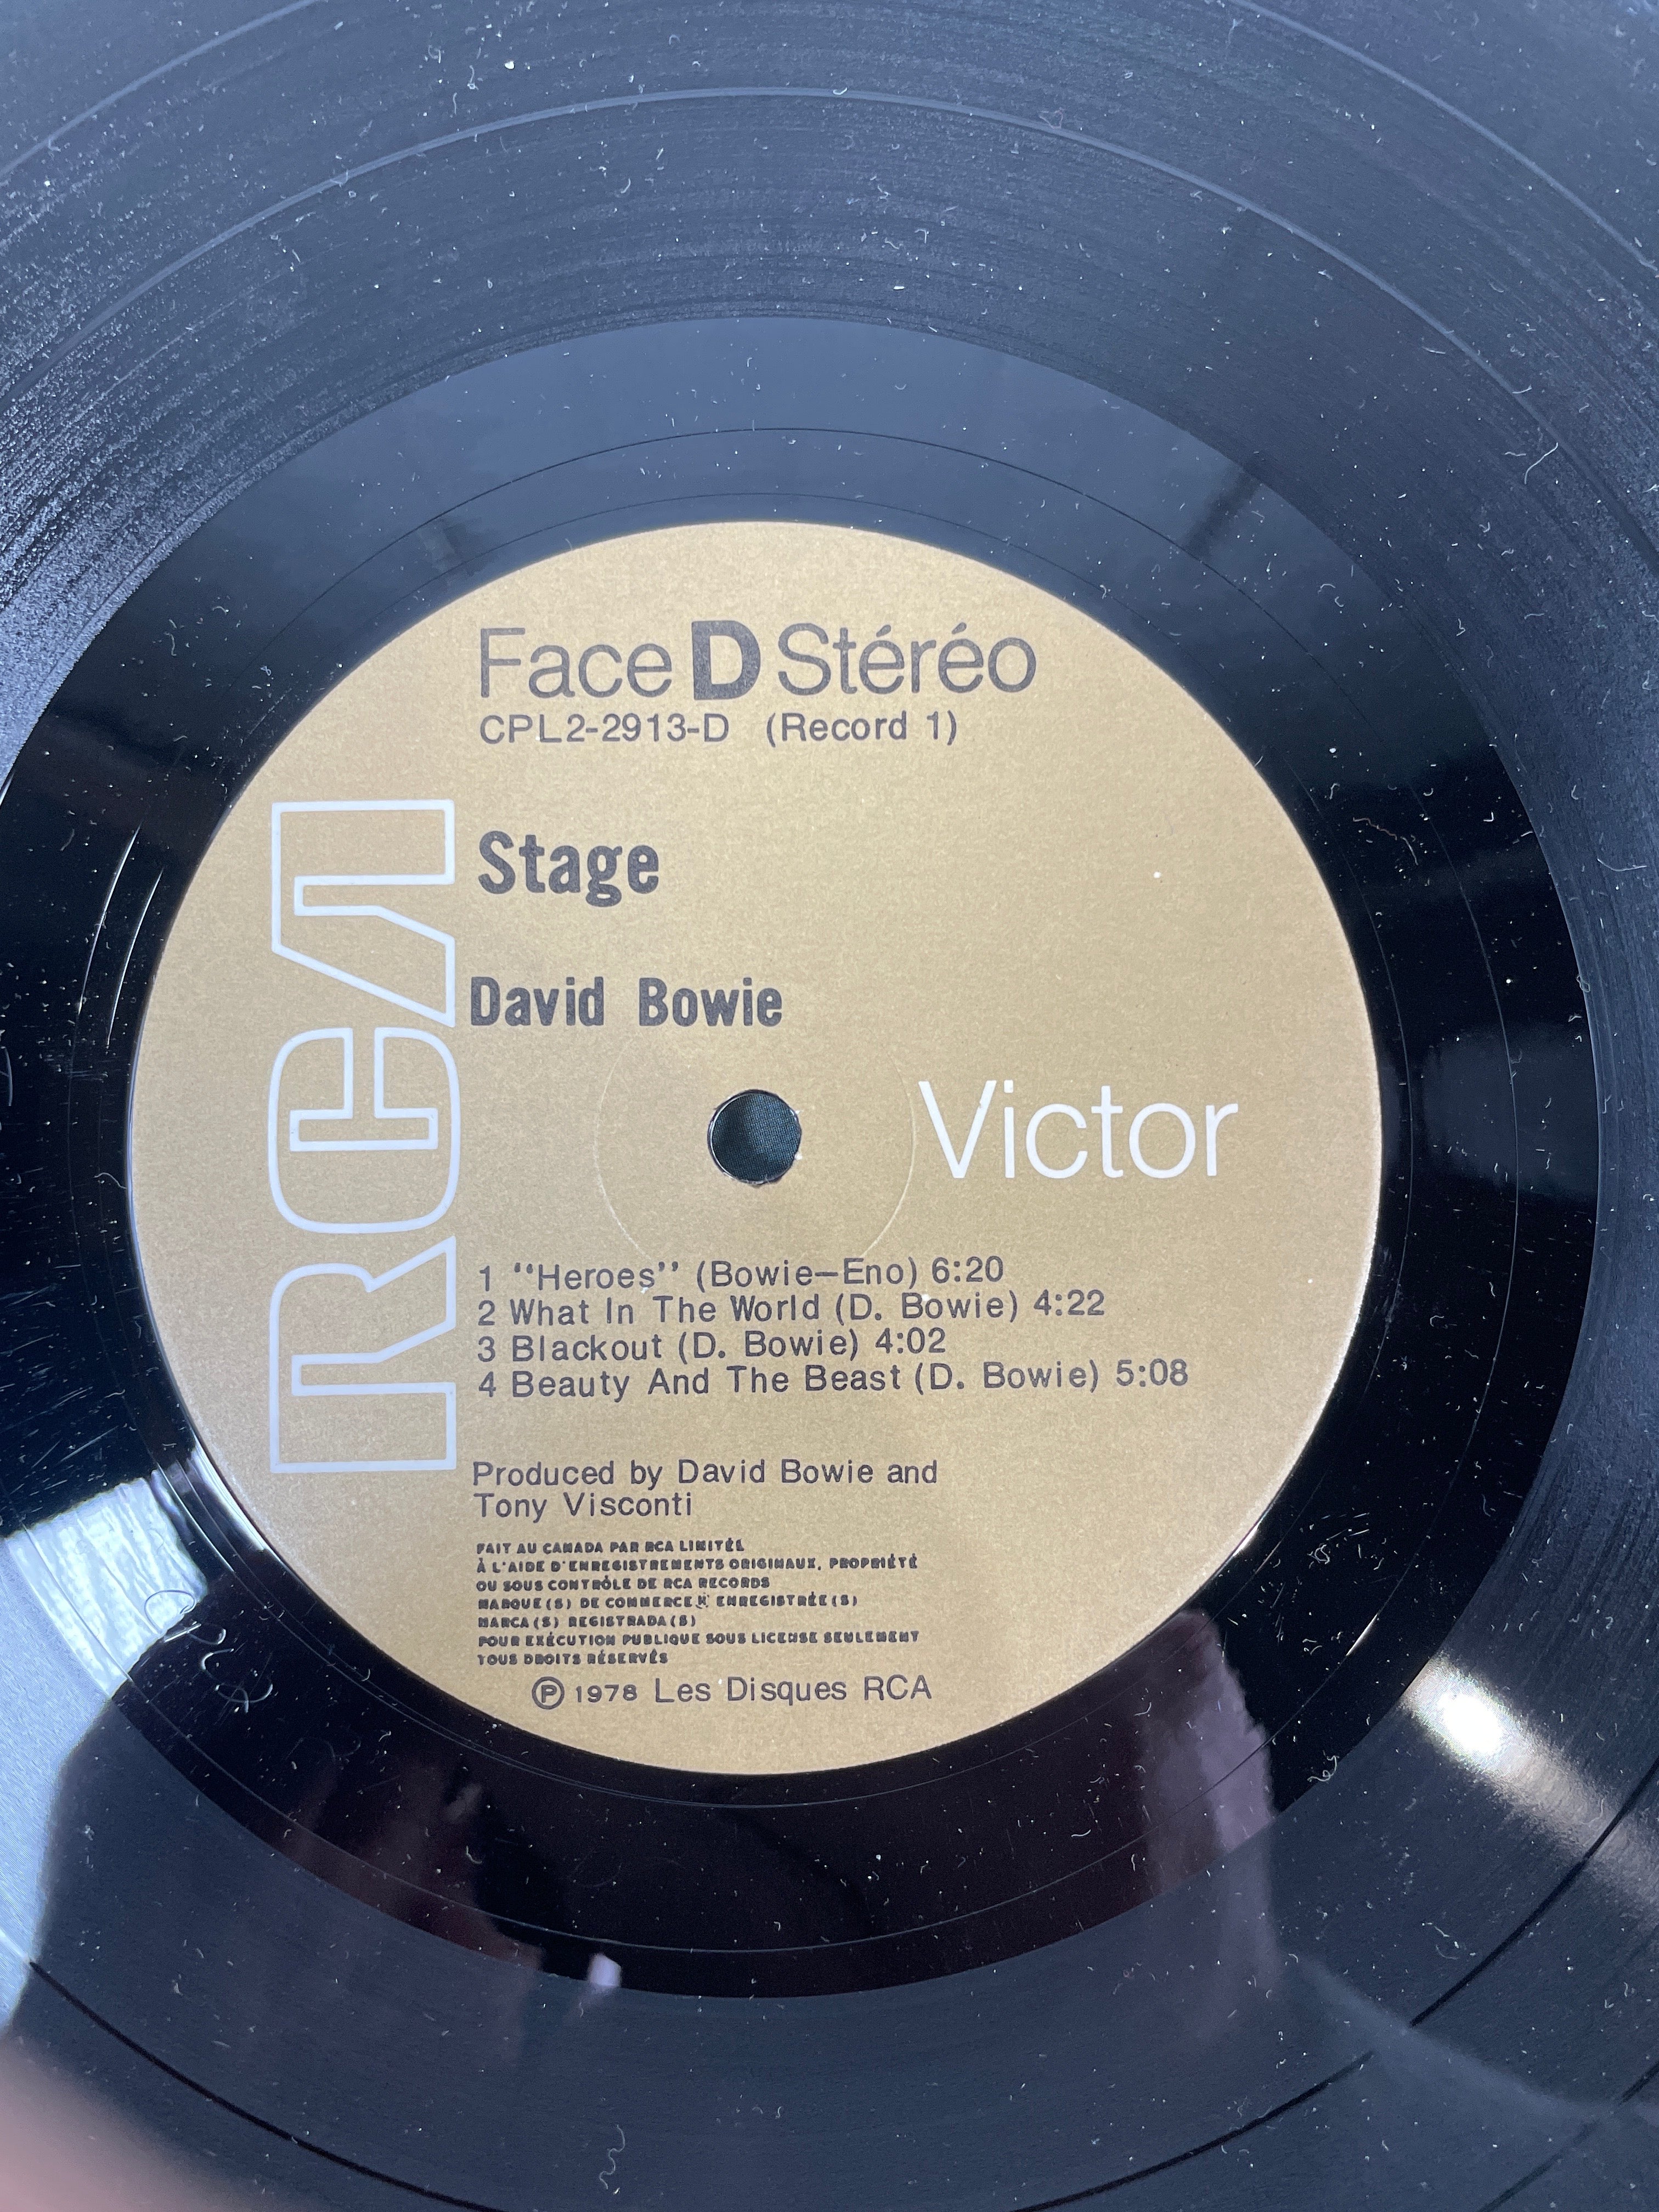 Face D Stéréo
CPL2-2913-D (Record 1)
Stage
David Bowie
RCA
Victor
1 "Heroes" (Bowie–Eno) 6:20
2 What In The World (D. Bowie) 4:22
3 Blackout (D. Bowie) 4:02
4 Beauty And The Beast (D. Bowie) 5:08
Produced by David Bowie and
Tony Visconti
FAIT AU CANADA PAR RCA LIMITÉE
À L'AIDE D'ENREGISTREMENTS ORIGINAUX, PROPRIÉTÉ
OU SOUS CONTRÔLE DE RCA RECORDS
MARQUE(S) DE COMMERCE ENREGISTRÉE(S)
MARCA(S) REGISTRADA(S)
POUR EXÉCUTION PUBLIQUE SOUS LICENSE SEULEMENT
TOUS DROITS RÉSERVÉS
Ⓟ 1978 Les Disques RCA